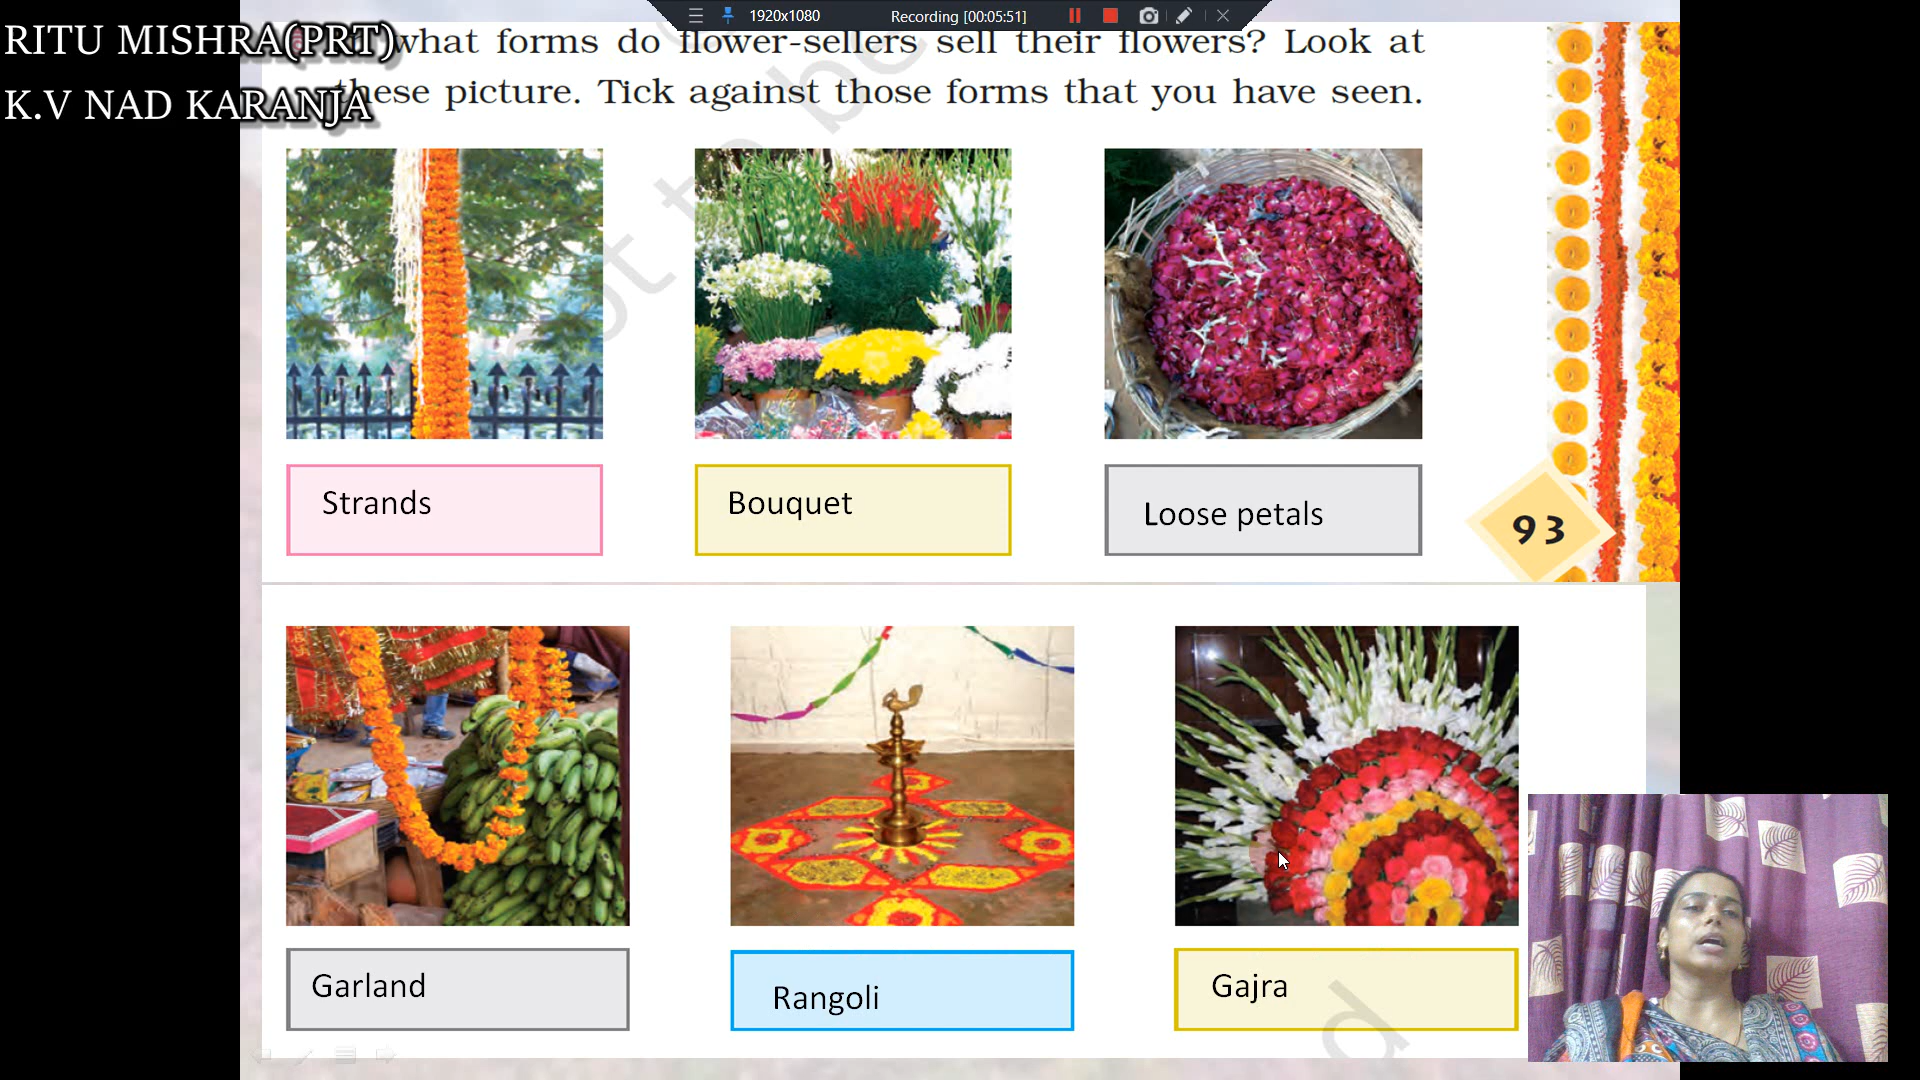 1920x1080
Recording [00:05:51]
RITU MISHRA(PRT)
K.V NAD KARANJA
what forms do flower-sellers sell their flowers? Look at
these picture. Tick against those forms that you have seen.
Strands
Bouquet
Loose petals
93
Garland
Rangoli
Gajra